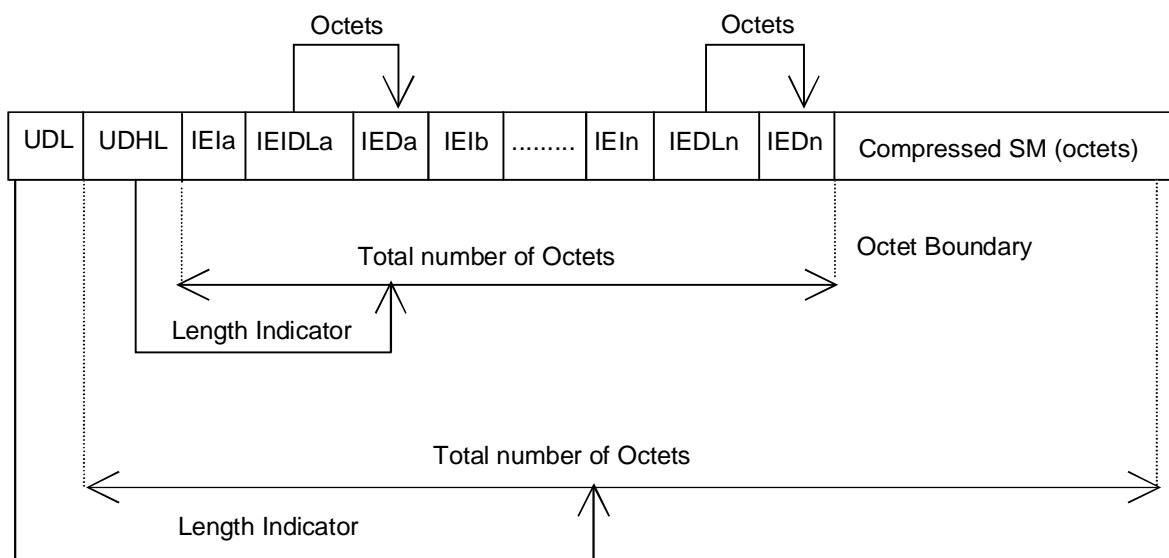 Octets Octets
UDL UDHL IEIa IEIDLa IEDa IEIb ......... IEIn IEDLn IEDn Compressed SM (octets)
Total number of Octets Octet Boundary
Length Indicator
Total number of Octets
Length Indicator